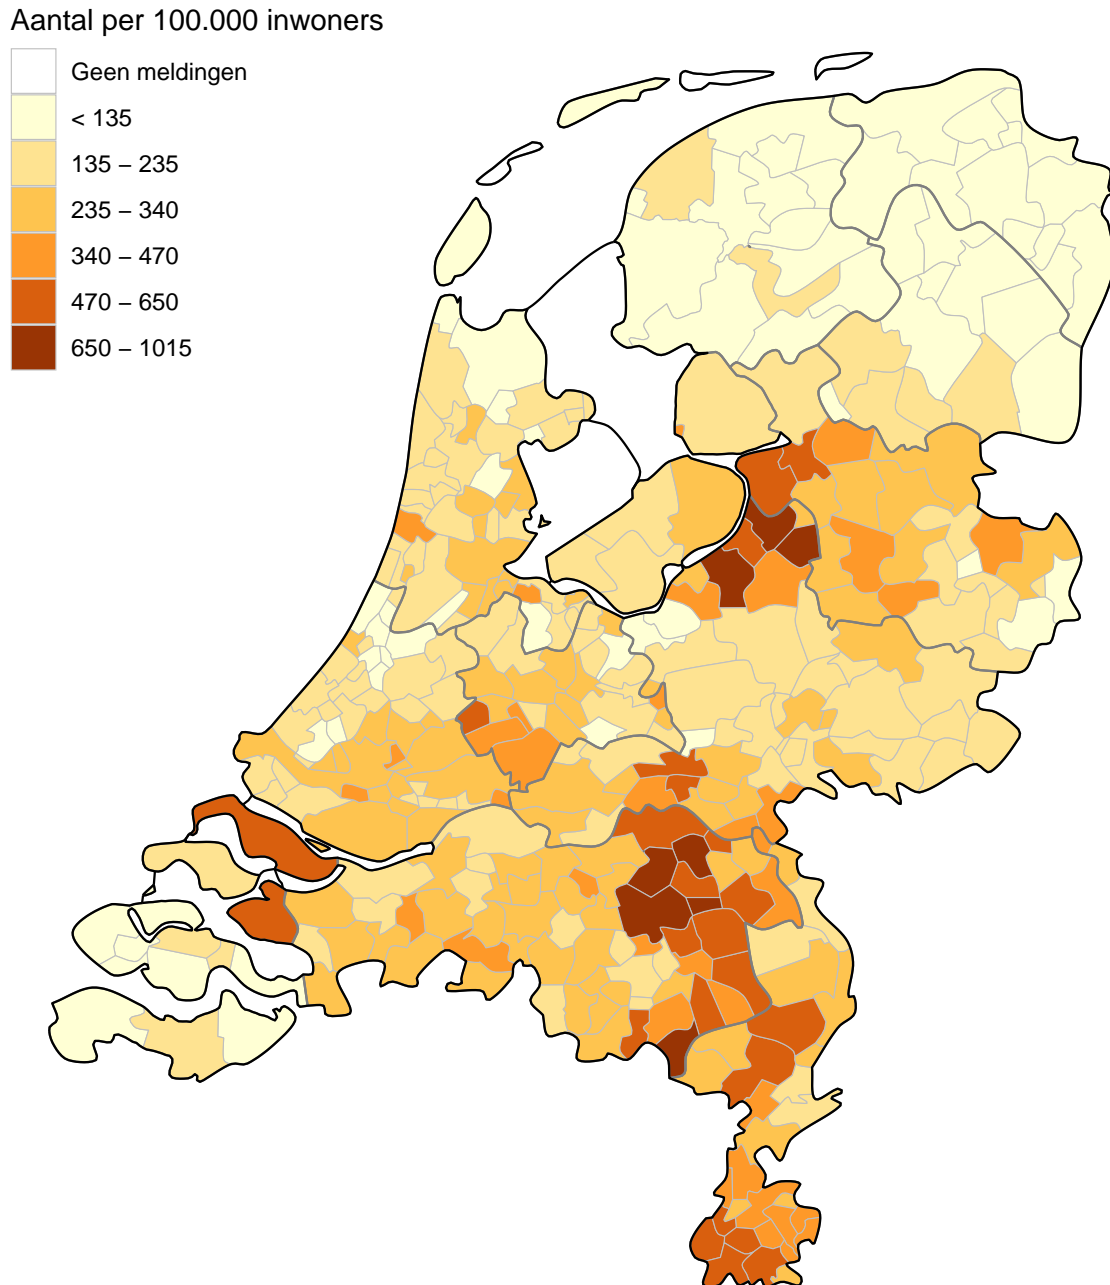 Aantal per 100.000 inwoners
Geen meldingen
< 135
135 – 235
235 – 340
340 – 470
470 – 650
650 – 1015